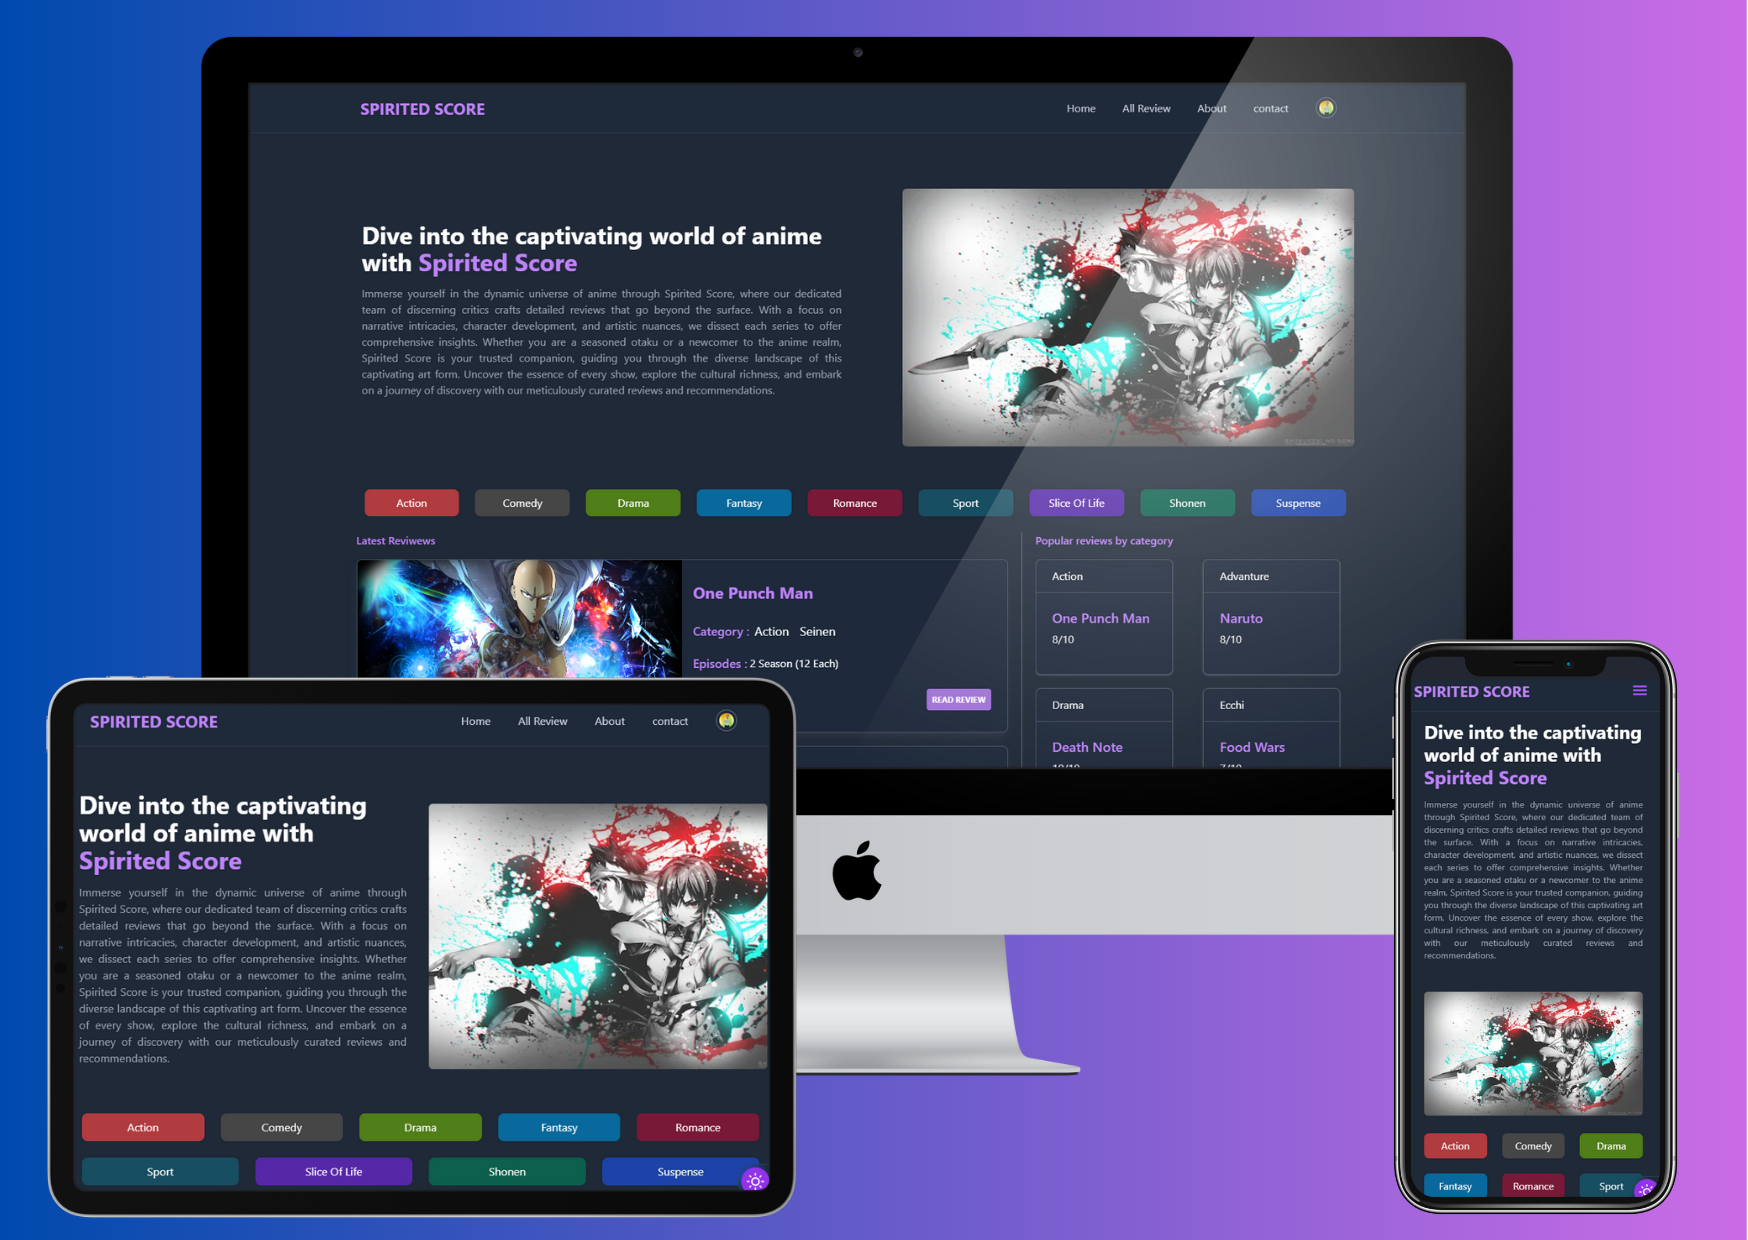 SPIRITED SCORE
Home All Review About contact
Dive into the captivating world of anime
with Spirited Score
Immerse yourself in the dynamic universe of anime through Spirited Score, where our dedicated
team of discerning critics crafts detailed reviews that go beyond the surface. With a focus on
narrative intricacies, character development, and artistic nuances, we dissect each series to offer
comprehensive insights. Whether you are a seasoned otaku or a newcomer to the anime realm,
Spirited Score is your trusted companion, guiding you through the diverse landscape of this
captivating art form. Uncover the essence of every show, explore the cultural richness, and embark
on a journey of discovery with our meticulously curated reviews and recommendations.
Action Comedy Drama Fantasy Romance Sport Slice Of Life Shonen Suspense
Latest Reviwews
One Punch Man
Category : Action Seinen
Episodes : 2 Season (12 Each)
READ REVIEW
Popular reviews by category
Action
One Punch Man
8/10
Advanture
Naruto
8/10
Drama
Death Note
10/10
Ecchi
Food Wars
7/10
SPIRITED SCORE
Home All Review About contact
Dive into the captivating
world of anime with
Spirited Score
Immerse yourself in the dynamic universe of anime through
Spirited Score, where our dedicated team of discerning critics crafts
detailed reviews that go beyond the surface. With a focus on
narrative intricacies, character development, and artistic nuances,
we dissect each series to offer comprehensive insights. Whether
you are a seasoned otaku or a newcomer to the anime realm,
Spirited Score is your trusted companion, guiding you through the
diverse landscape of this captivating art form. Uncover the essence
of every show, explore the cultural richness, and embark on a
journey of discovery with our meticulously curated reviews and
recommendations.
Action Comedy Drama Fantasy Romance
Sport Slice Of Life Shonen Suspense
SPIRITED SCORE
Dive into the captivating
world of anime with
Spirited Score
Immerse yourself in the dynamic universe of anime
through Spirited Score, where our dedicated team of
discerning critics crafts detailed reviews that go beyond
the surface. With a focus on narrative intricacies,
character development, and artistic nuances, we dissect
each series to offer comprehensive insights. Whether
you are a seasoned otaku or a newcomer to the anime
realm, Spirited Score is your trusted companion, guiding
you through the diverse landscape of this captivating art
form. Uncover the essence of every show, explore the
cultural richness, and embark on a journey of discovery
with our meticulously curated reviews and
recommendations.
Action Comedy Drama
Fantasy Romance Sport